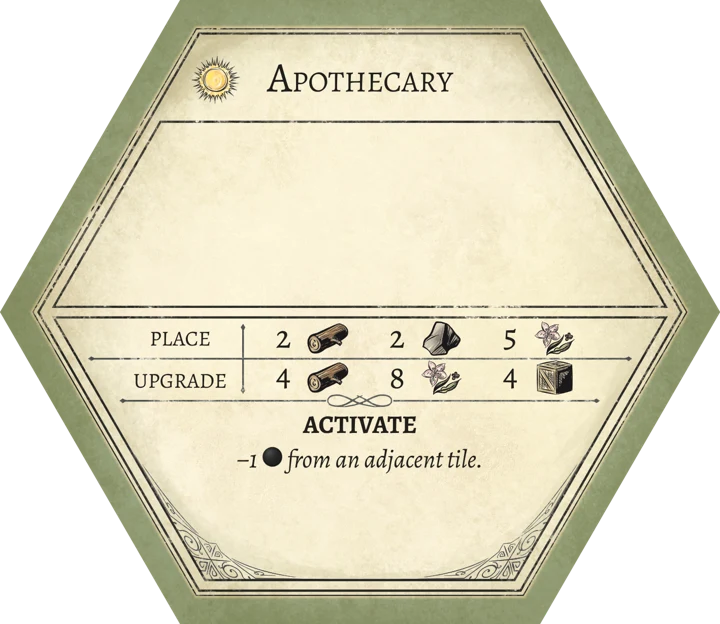 APOTHECARY
PLACE 2 2 5
UPGRADE 4 8 4
ACTIVATE
–1 from an adjacent tile.